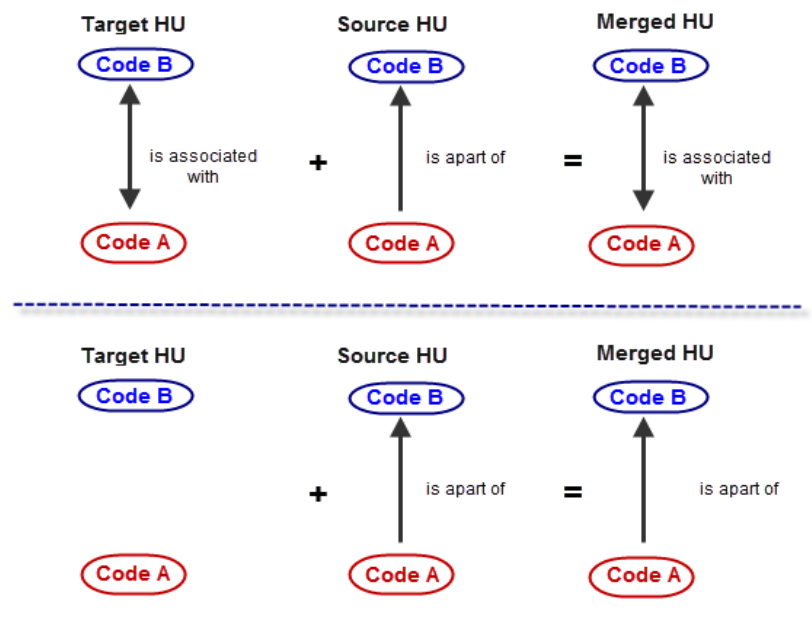 Target HU Source HU Merged HU
Code B Code B Code B
is associated with + is apart of = is associated with
Code A Code A Code A
Target HU Source HU Merged HU
Code B Code B Code B
+ is apart of = is apart of
Code A Code A Code A